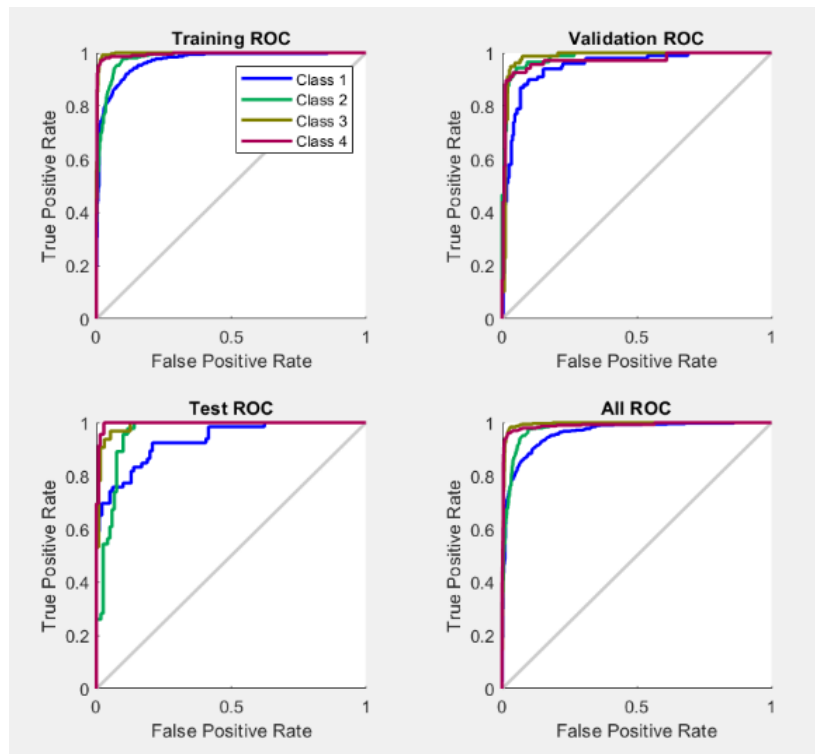 Training ROC
1
0.8
0.6
0.4
0.2
0
True Positive Rate
Class 1
Class 2
Class 3
Class 4
0
0.5
1
False Positive Rate
Validation ROC
1
0.8
0.6
0.4
0.2
0
True Positive Rate
0
0.5
1
False Positive Rate
Test ROC
1
0.8
0.6
0.4
0.2
0
True Positive Rate
0
0.5
1
False Positive Rate
All ROC
1
0.8
0.6
0.4
0.2
0
True Positive Rate
0
0.5
1
False Positive Rate